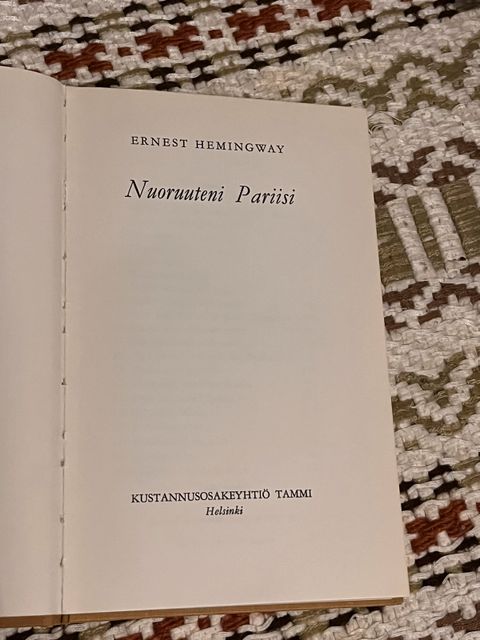 ERNEST HEMINGWAY
Nuoruuteni Pariisi
KUSTANNUSOSAKEYHTIÖ TAMMI
Helsinki